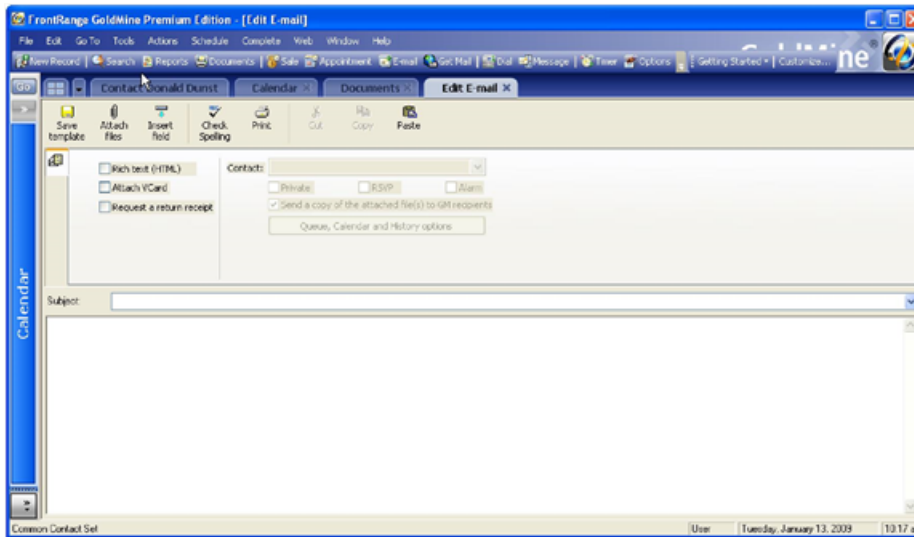 FrontRange GoldMine Premium Edition - [Edit E-mail]
File Edit Go To Tools Actions Schedule Complete Web Window Help
New Record Search Reports Documents Sale Appointment E-mail Get Mail Dial Message Timer Options Getting Started Customize...
Go Contact Donald Dunst Calendar Documents Edit E-mail
Save template Attach files Insert field Check Spelling Print Cut Copy Paste
Rich text (HTML) Contact:
Attach VCard Private RSVP Alarm
Request a return receipt Send a copy of the attached file(s) to GM recipients
Queue, Calendar and History options
Subject:
Calendar
Common Contact Set User Tuesday, January 13, 2009 10:17